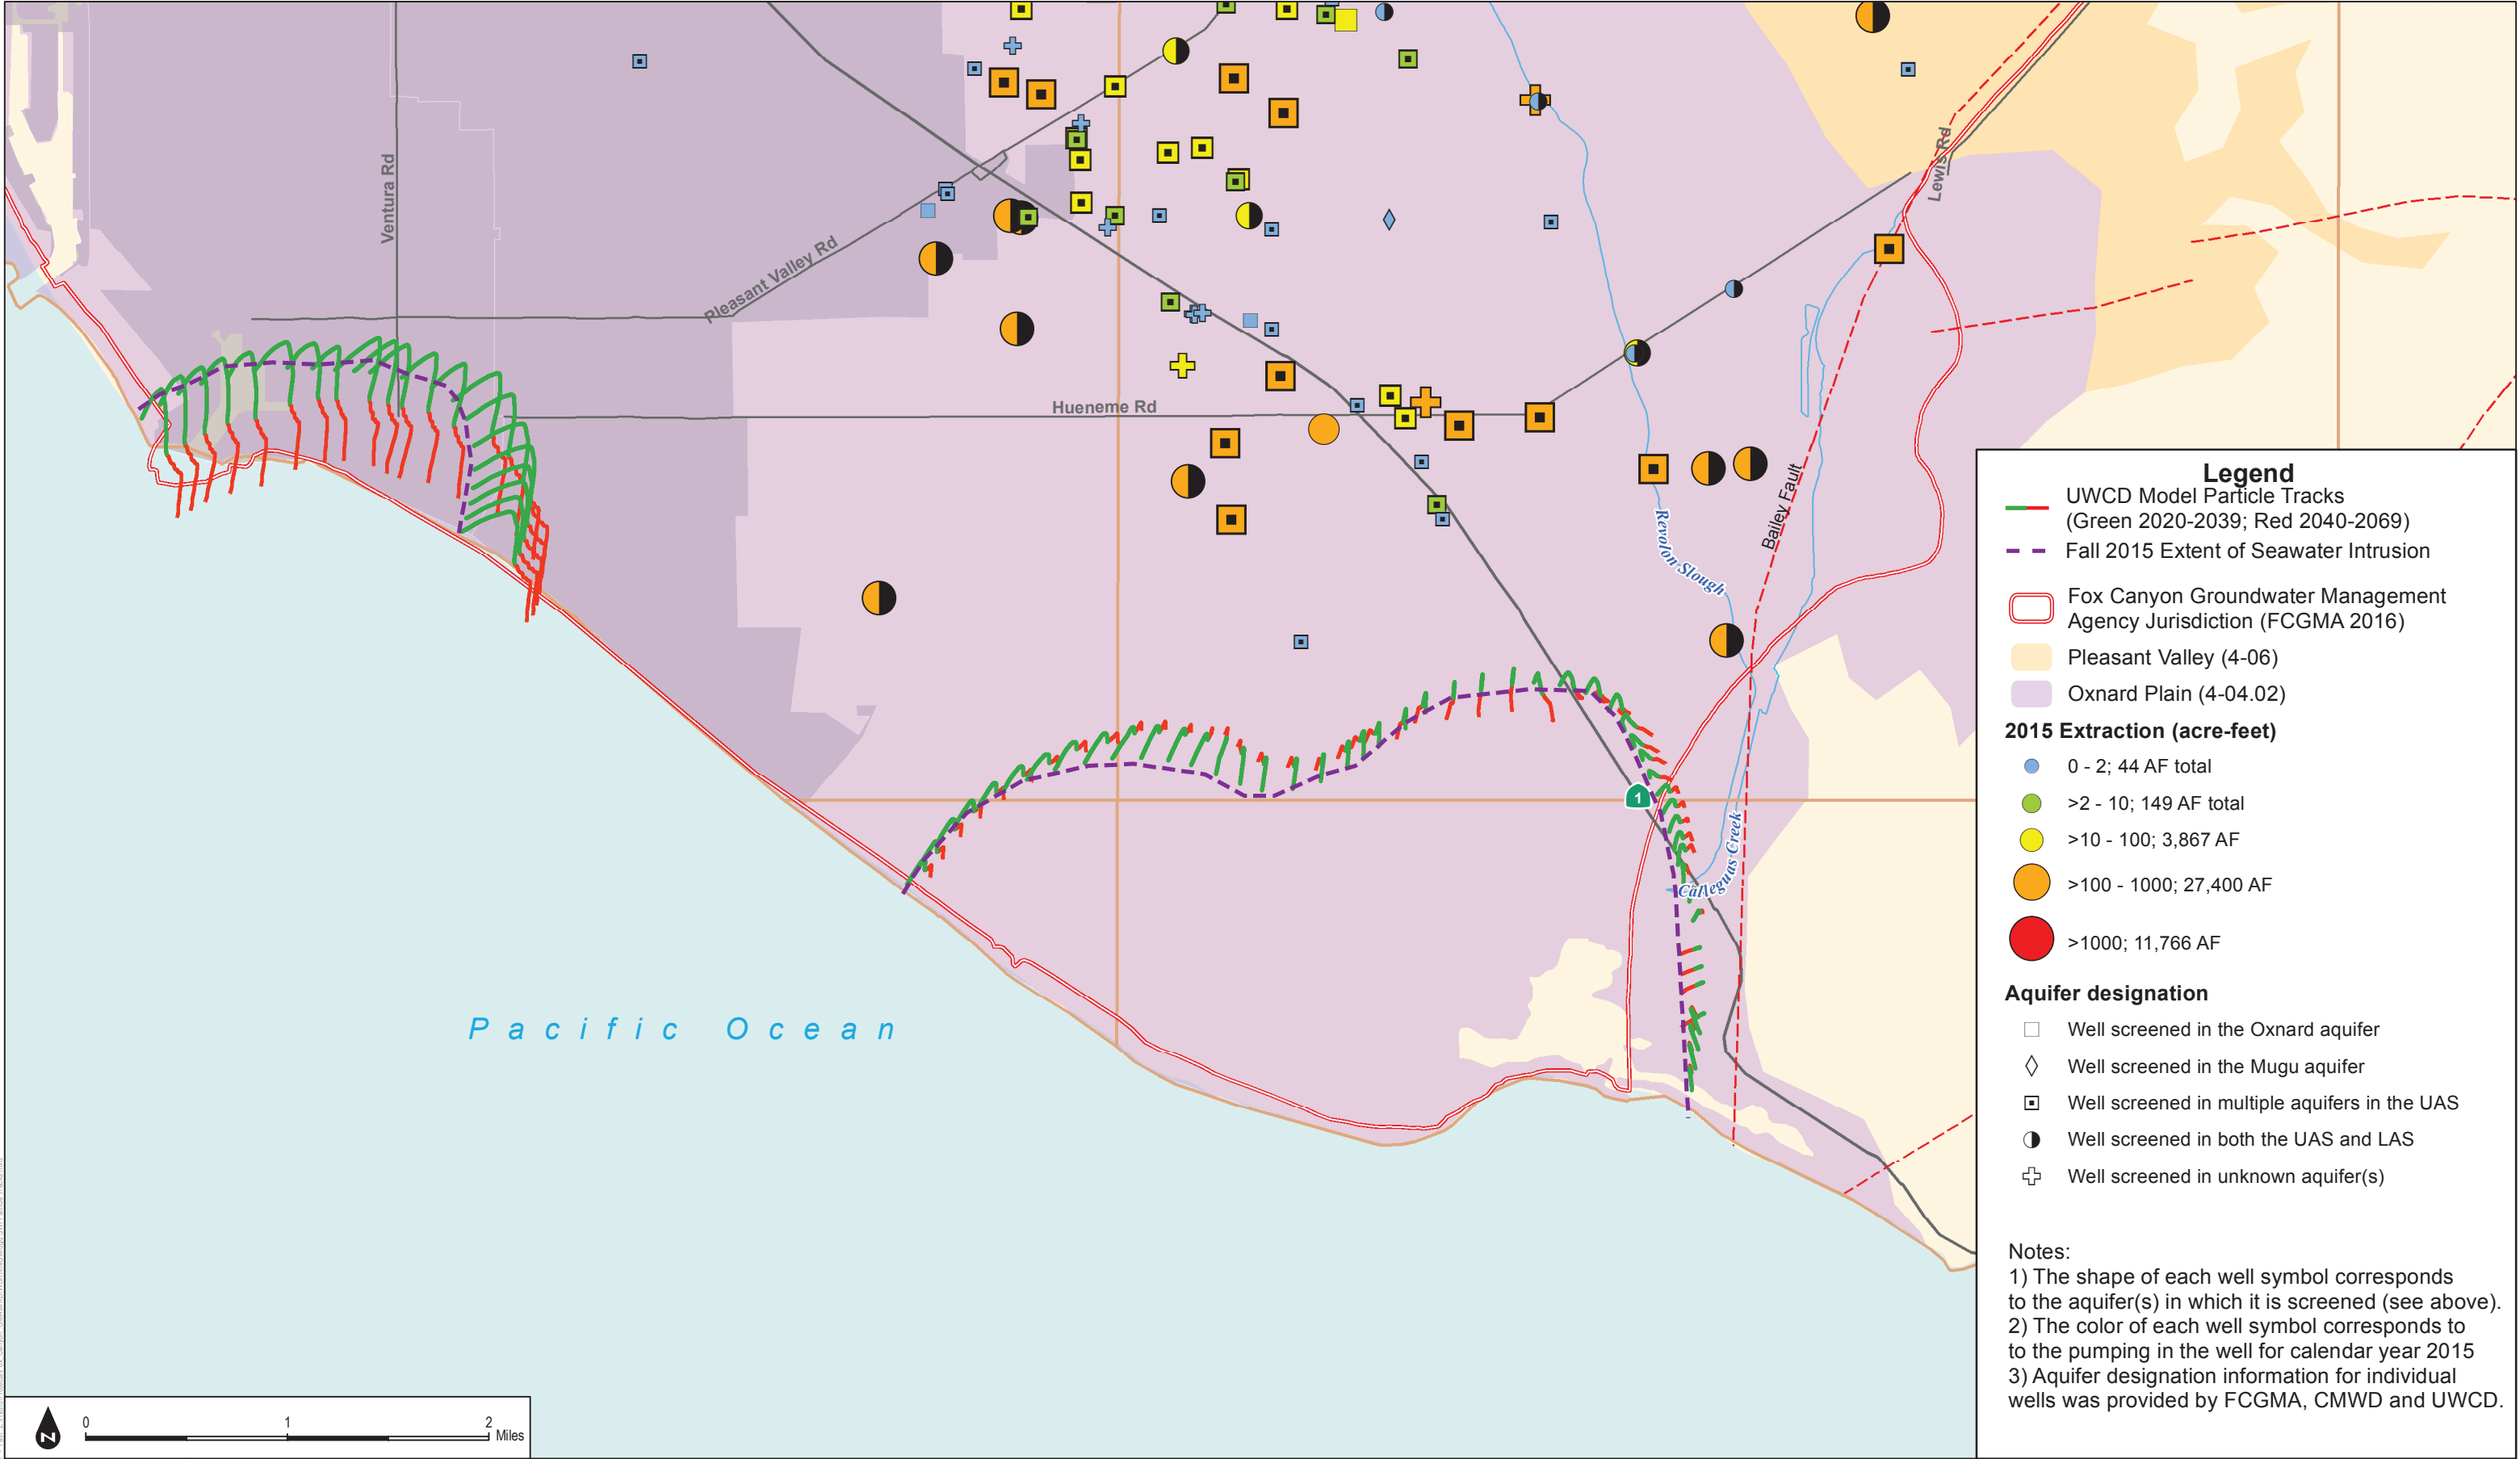 Ventura Rd
Pleasant Valley Rd
Hueneme Rd
Lewis Rd
Bailey Fault
Revolon Slough
1
Calleguas Creek
Pacific Ocean
N
0 1 2
Miles
Legend
UWCD Model Particle Tracks
(Green 2020-2039; Red 2040-2069)
Fall 2015 Extent of Seawater Intrusion
Fox Canyon Groundwater Management
Agency Jurisdiction (FCGMA 2016)
Pleasant Valley (4-06)
Oxnard Plain (4-04.02)
2015 Extraction (acre-feet)
0 - 2; 44 AF total
>2 - 10; 149 AF total
>10 - 100; 3,867 AF
>100 - 1000; 27,400 AF
>1000; 11,766 AF
Aquifer designation
Well screened in the Oxnard aquifer
Well screened in the Mugu aquifer
Well screened in multiple aquifers in the UAS
Well screened in both the UAS and LAS
Well screened in unknown aquifer(s)
Notes:
1) The shape of each well symbol corresponds
to the aquifer(s) in which it is screened (see above).
2) The color of each well symbol corresponds to
to the pumping in the well for calendar year 2015
3) Aquifer designation information for individual
wells was provided by FCGMA, CMWD and UWCD.